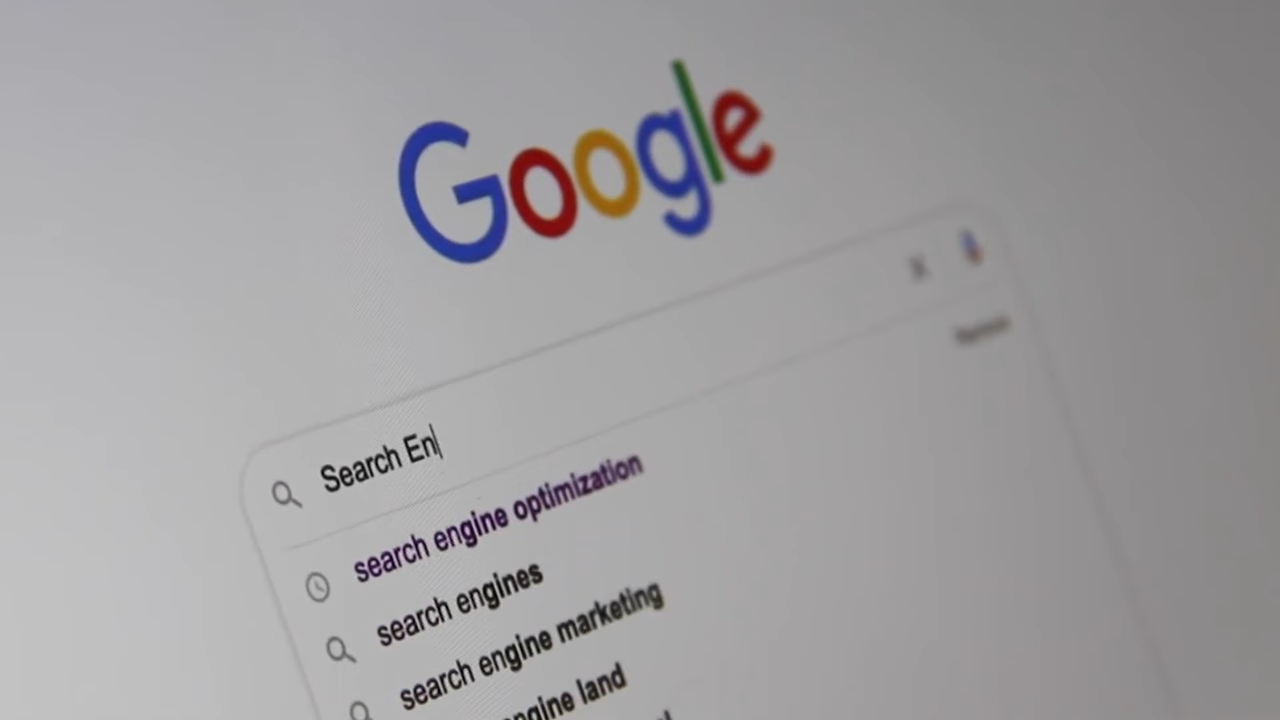 Google
Search En
search engine optimization
search engines
search engine marketing
engine land